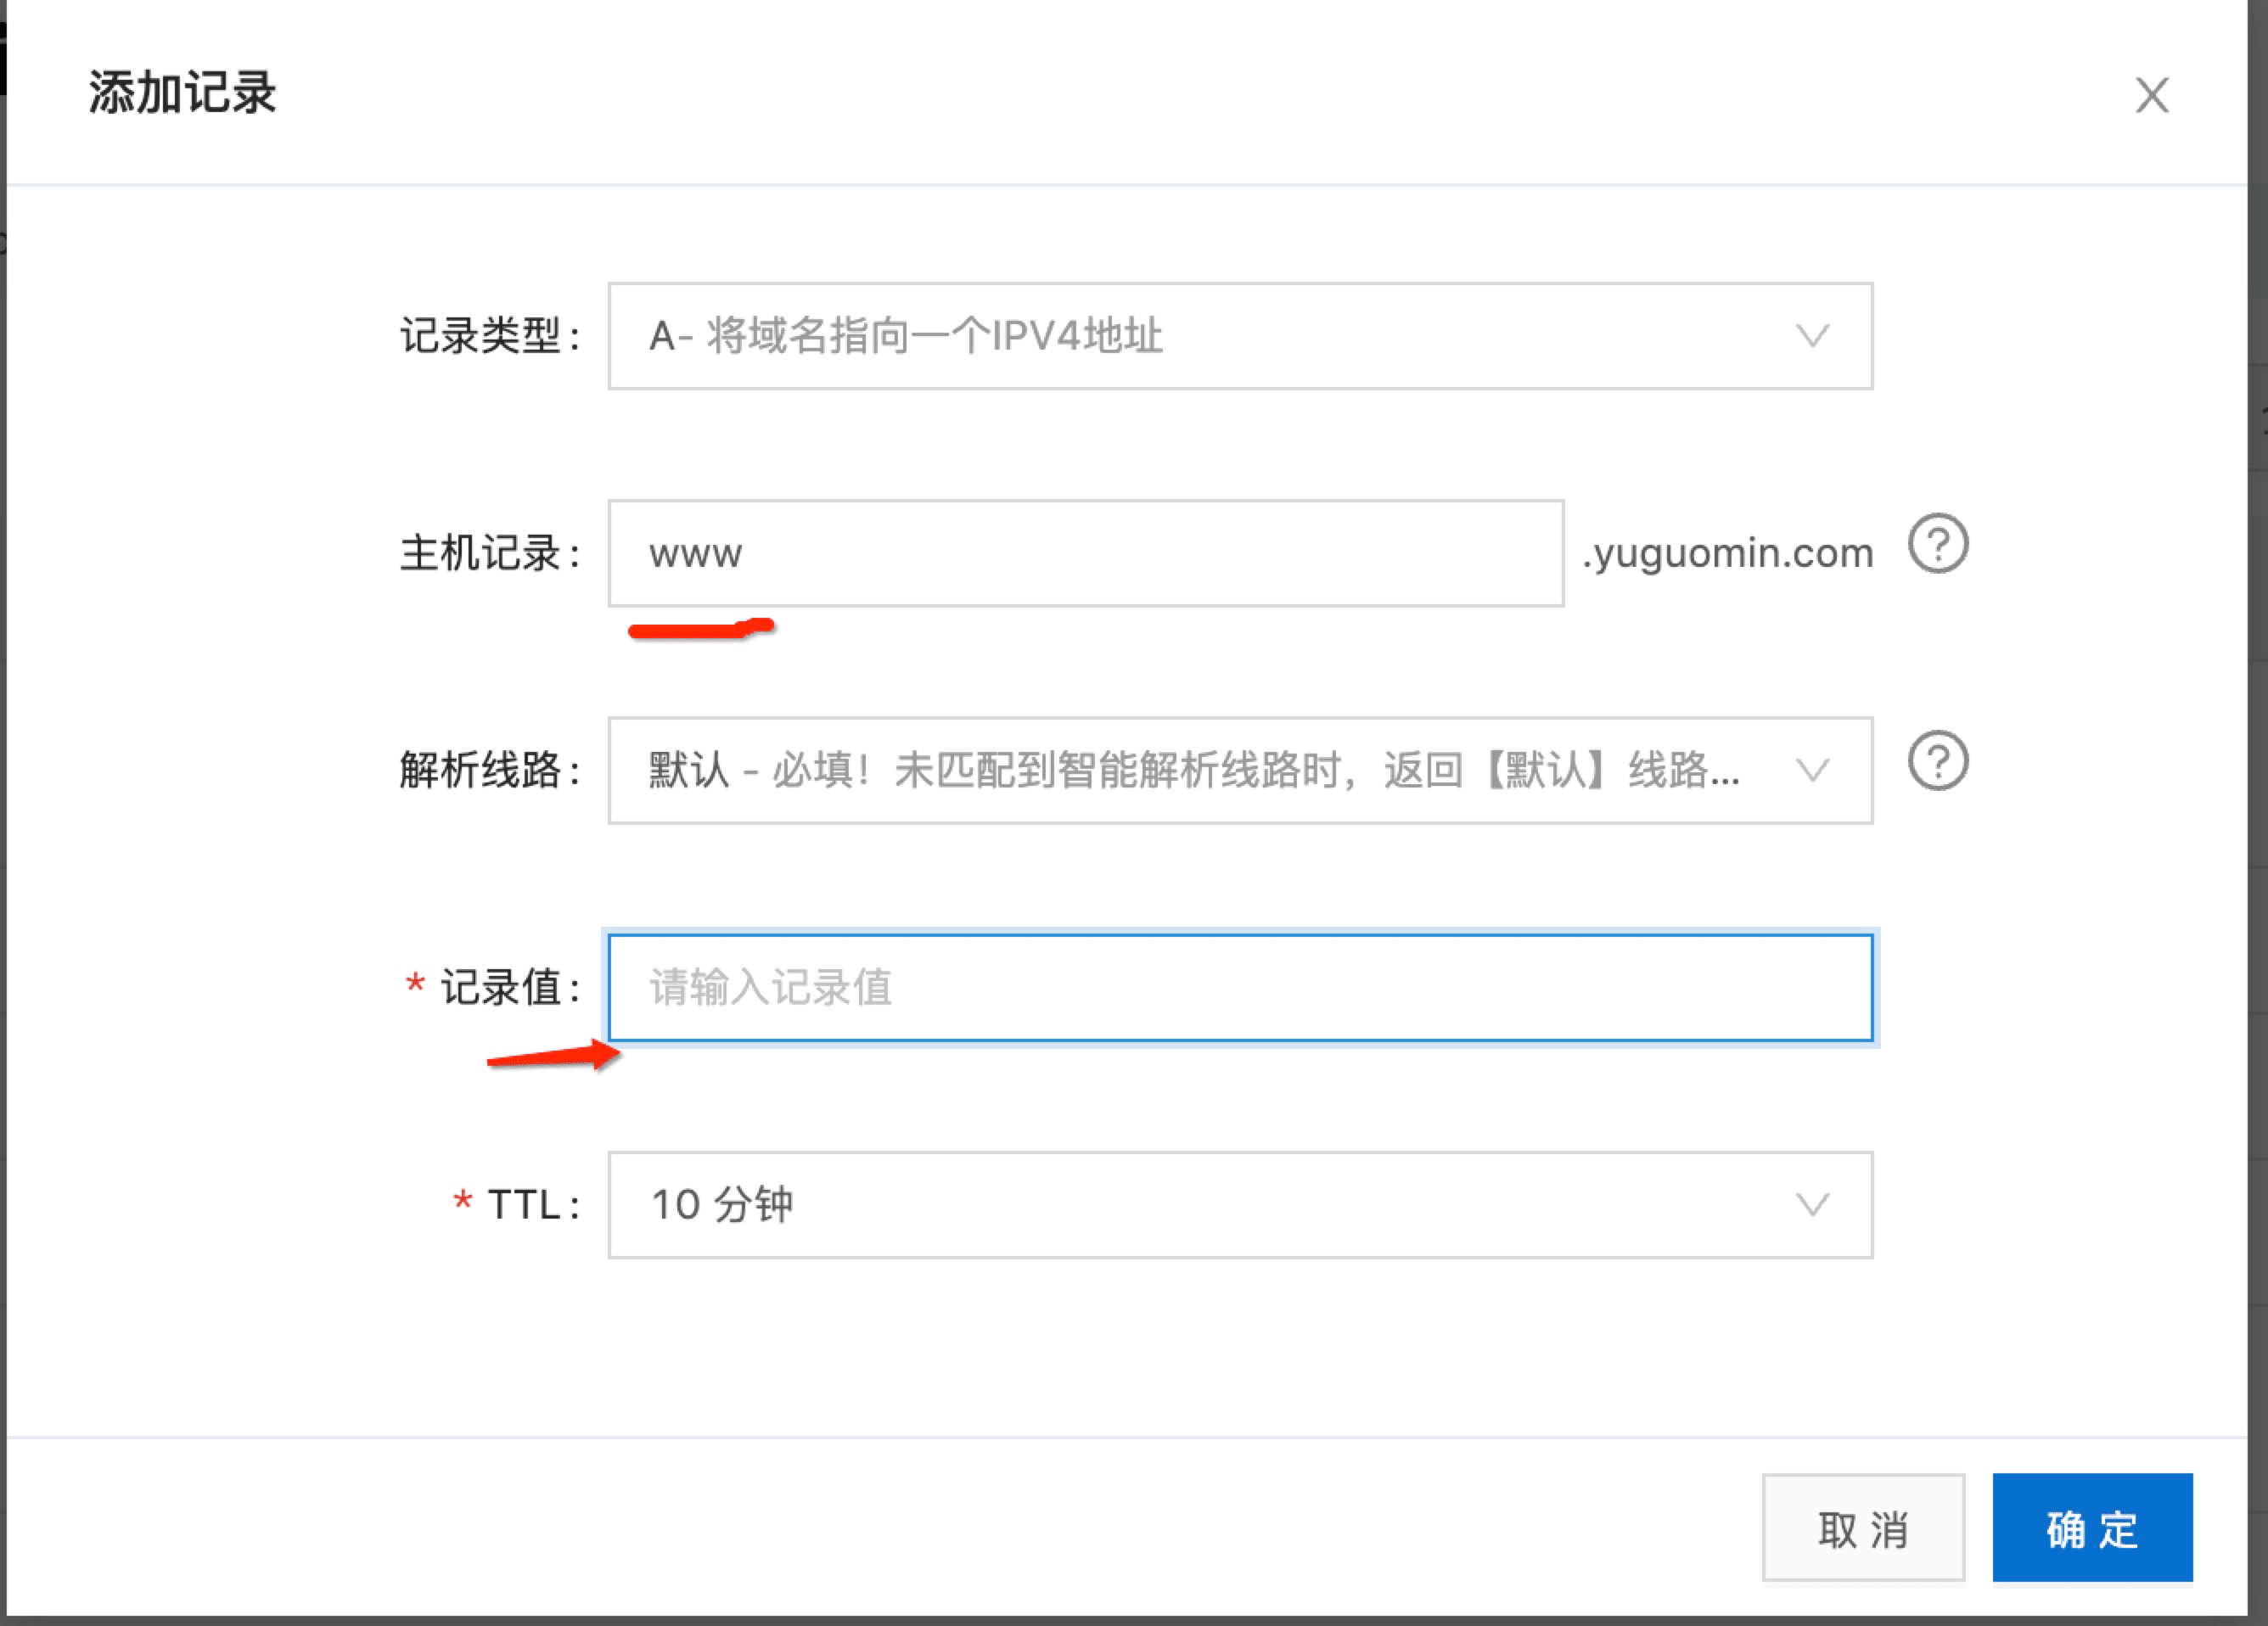 添加记录
记录类型: A- 将域名指向一个IPV4地址
主机记录: www .yuguomin.com
解析线路: 默认 - 必填！未匹配到智能解析线路时，返回【默认】线路...
* 记录值: 请输入记录值
* TTL: 10 分钟
取 消 确 定